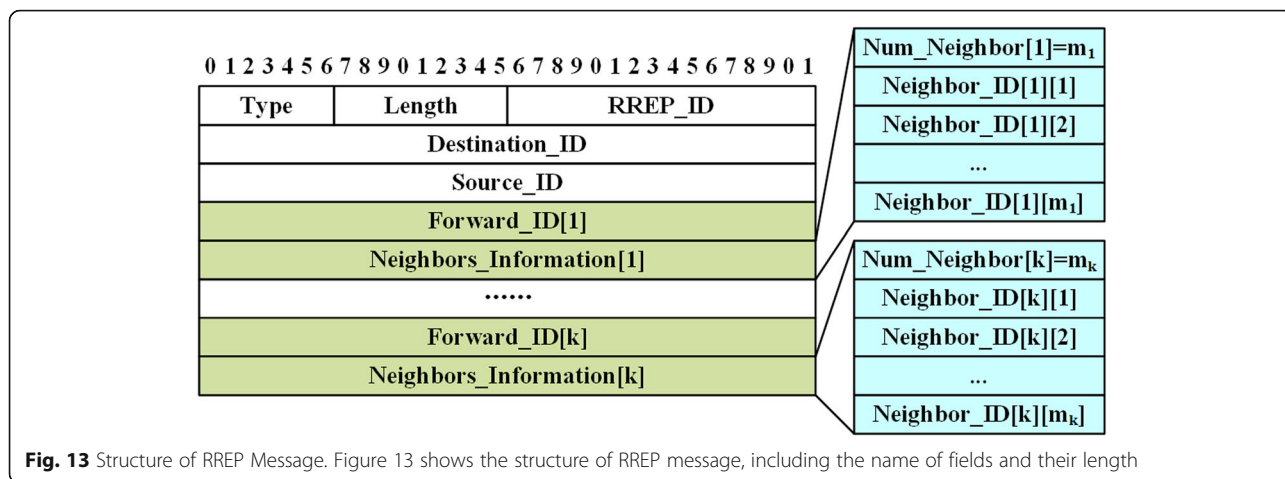 0 1 2 3 4 5 6 7 8 9 0 1 2 3 4 5 6 7 8 9 0 1 2 3 4 5 6 7 8 9 0 1
Type Length RREP_ID
Destination_ID
Source_ID
Forward_ID[1]
Neighbors_Information[1]
......
Forward_ID[k]
Neighbors_Information[k]
Num_Neighbor[1]=m₁
Neighbor_ID[1][1]
Neighbor_ID[1][2]
...
Neighbor_ID[1][m₁]
Num_Neighbor[k]=mₖ
Neighbor_ID[k][1]
Neighbor_ID[k][2]
...
Neighbor_ID[k][mₖ]
Fig. 13 Structure of RREP Message. Figure 13 shows the structure of RREP message, including the name of fields and their length